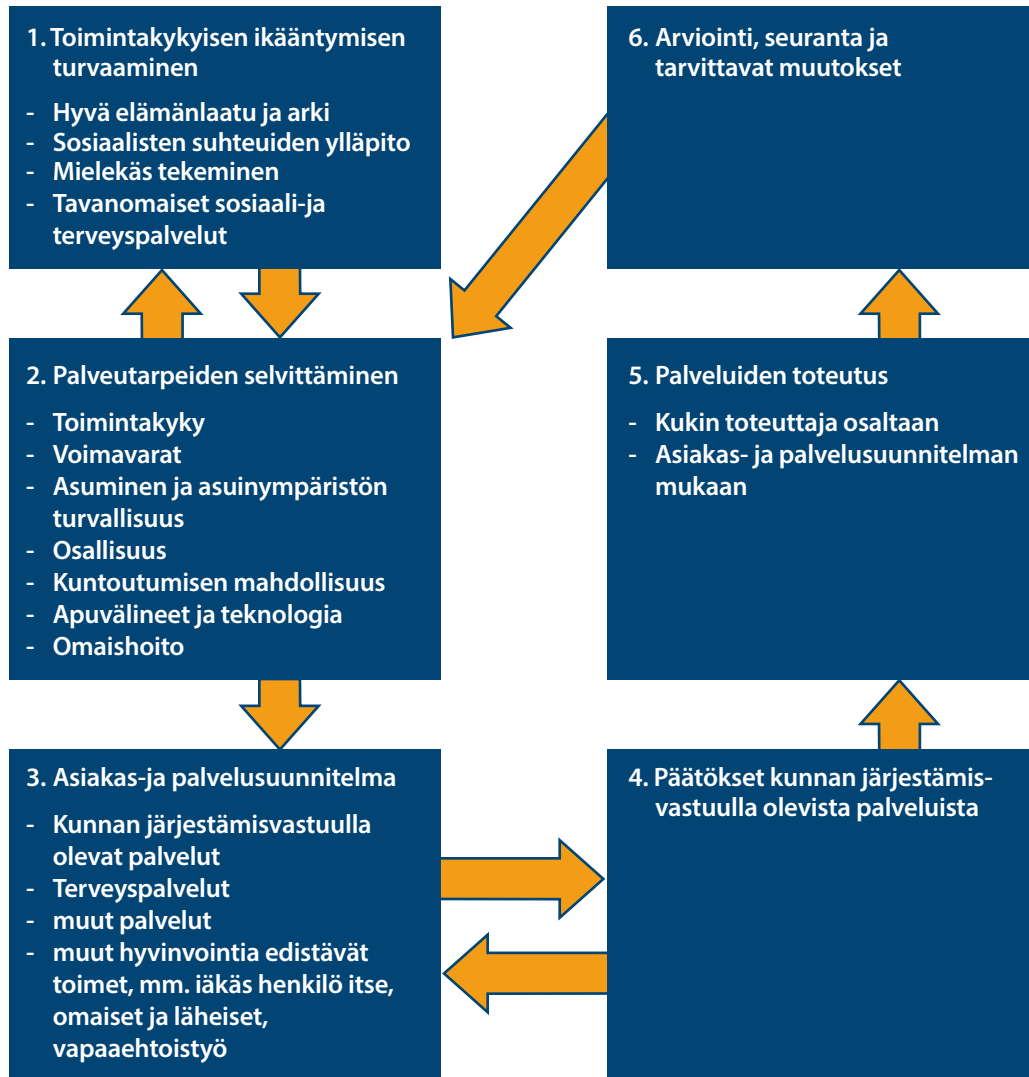 1. Toimintakykyisen ikääntymisen
turvaaminen
- Hyvä elämänlaatu ja arki
- Sosiaalisten suhteuiden ylläpito
- Mielekäs tekeminen
- Tavanomaiset sosiaali-ja
terveyspalvelut
2. Palveutarpeiden selvittäminen
- Toimintakyky
- Voimavarat
- Asuminen ja asuinympäristön
turvallisuus
- Osallisuus
- Kuntoutumisen mahdollisuus
- Apuvälineet ja teknologia
- Omaishoito
3. Asiakas-ja palvelusuunnitelma
- Kunnan järjestämisvastuulla
olevat palvelut
- Terveyspalvelut
- muut palvelut
- muut hyvinvointia edistävät
toimet, mm. iäkäs henkilö itse,
omaiset ja läheiset,
vapaaehtoistyö
4. Päätökset kunnan järjestämis-
vastuulla olevista palveluista
5. Palveluiden toteutus
- Kukin toteuttaja osaltaan
- Asiakas- ja palvelusuunnitelman
mukaan
6. Arviointi, seuranta ja
tarvittavat muutokset